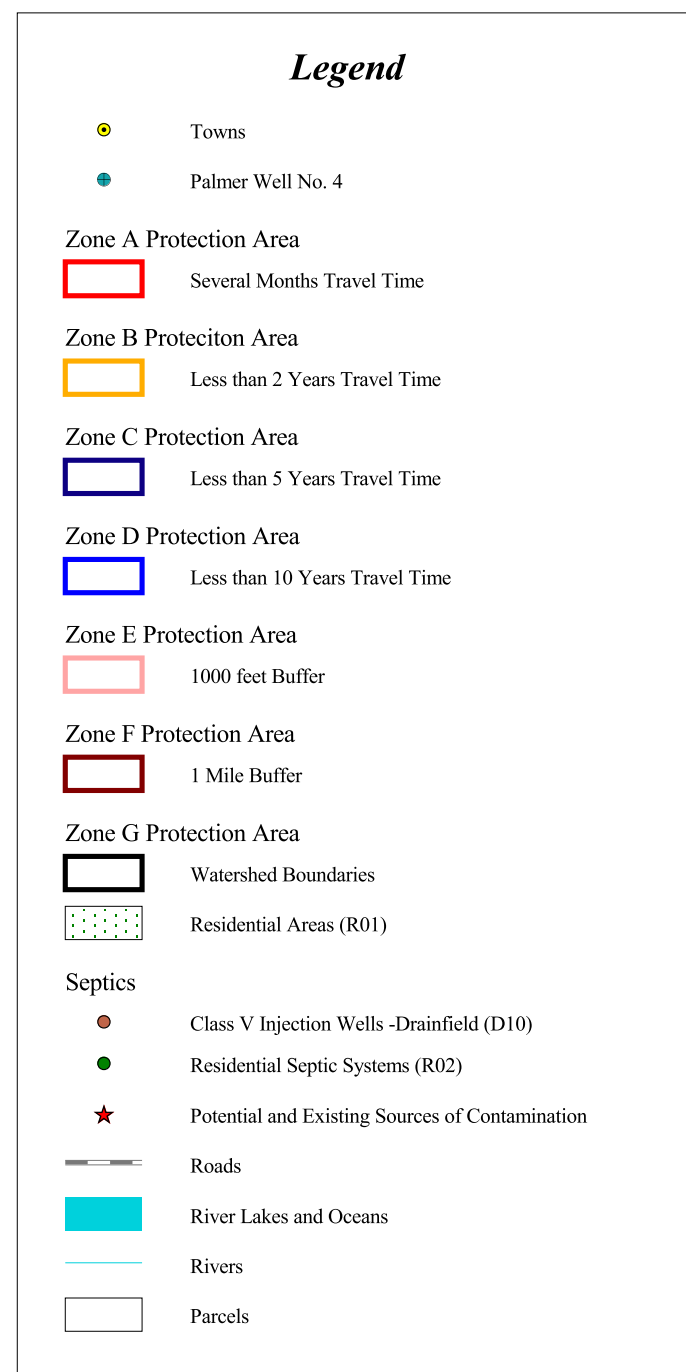 Legend
Towns
Palmer Well No. 4
Zone A Protection Area
Several Months Travel Time
Zone B Proteciton Area
Less than 2 Years Travel Time
Zone C Protection Area
Less than 5 Years Travel Time
Zone D Protection Area
Less than 10 Years Travel Time
Zone E Protection Area
1000 feet Buffer
Zone F Protection Area
1 Mile Buffer
Zone G Protection Area
Watershed Boundaries
Residential Areas (R01)
Septics
Class V Injection Wells -Drainfield (D10)
Residential Septic Systems (R02)
Potential and Existing Sources of Contamination
Roads
River Lakes and Oceans
Rivers
Parcels